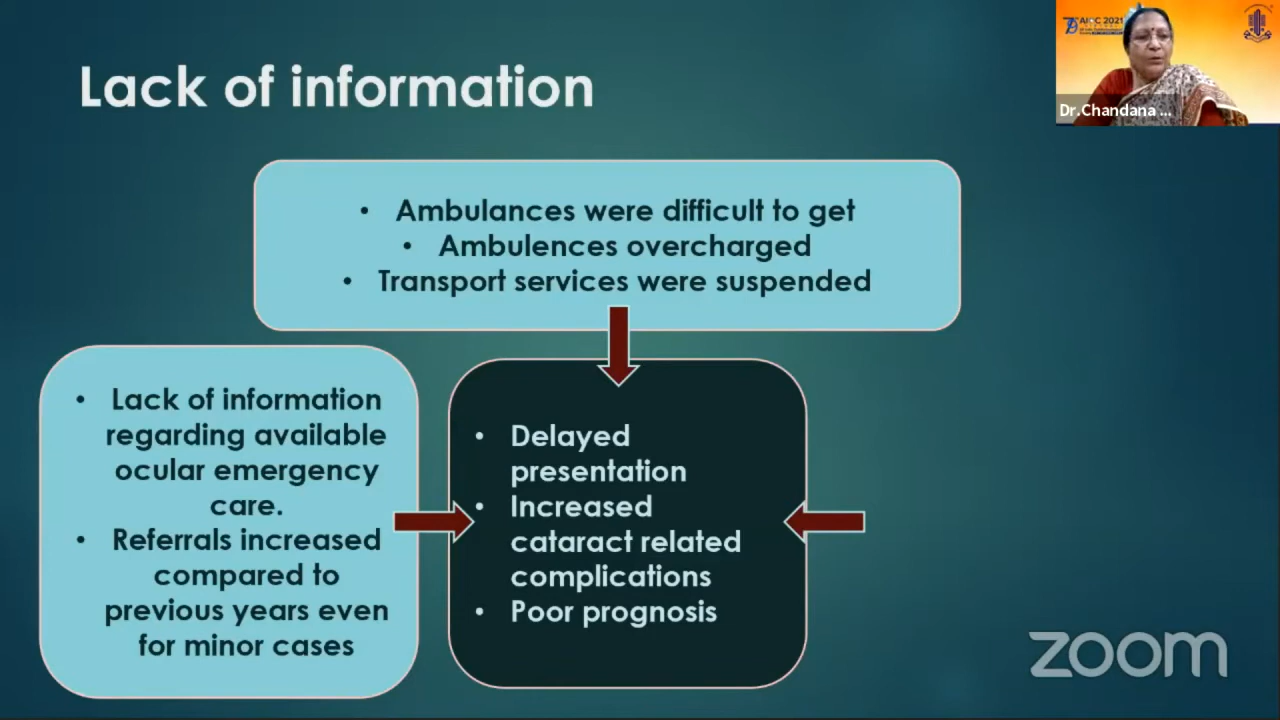 Lack of information
AIOC 2021
Dr.Chandana ...
• Ambulances were difficult to get
• Ambulences overcharged
• Transport services were suspended
• Lack of information
regarding available
ocular emergency
care.
• Referrals increased
compared to
previous years even
for minor cases
• Delayed
presentation
• Increased
cataract related
complications
• Poor prognosis
zoom